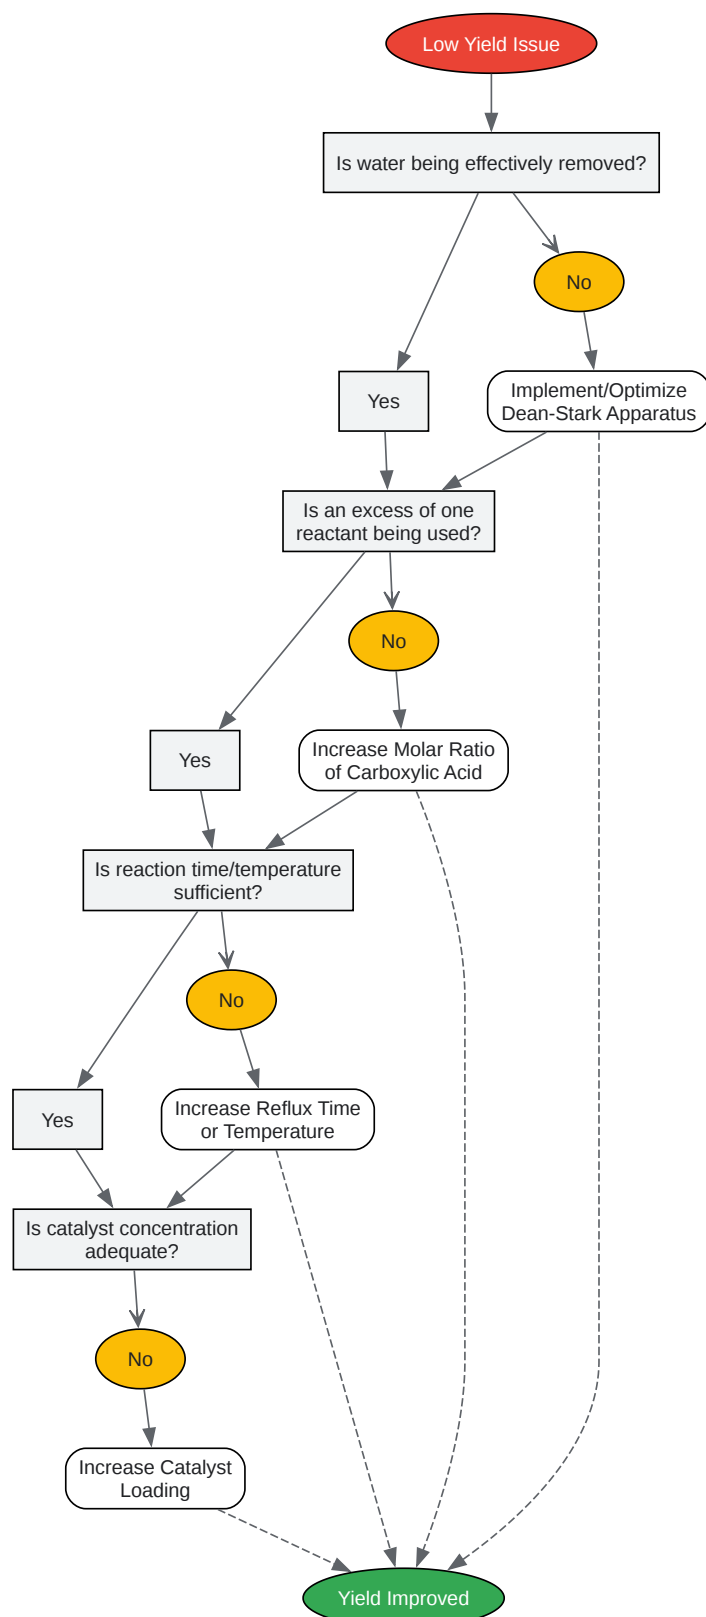 Low Yield Issue
Is water being effectively removed?
No
Yes
Implement/Optimize
Dean-Stark Apparatus
Is an excess of one
reactant being used?
No
Yes
Increase Molar Ratio
of Carboxylic Acid
Is reaction time/temperature
sufficient?
No
Yes
Increase Reflux Time
or Temperature
Is catalyst concentration
adequate?
No
Increase Catalyst
Loading
Yield Improved